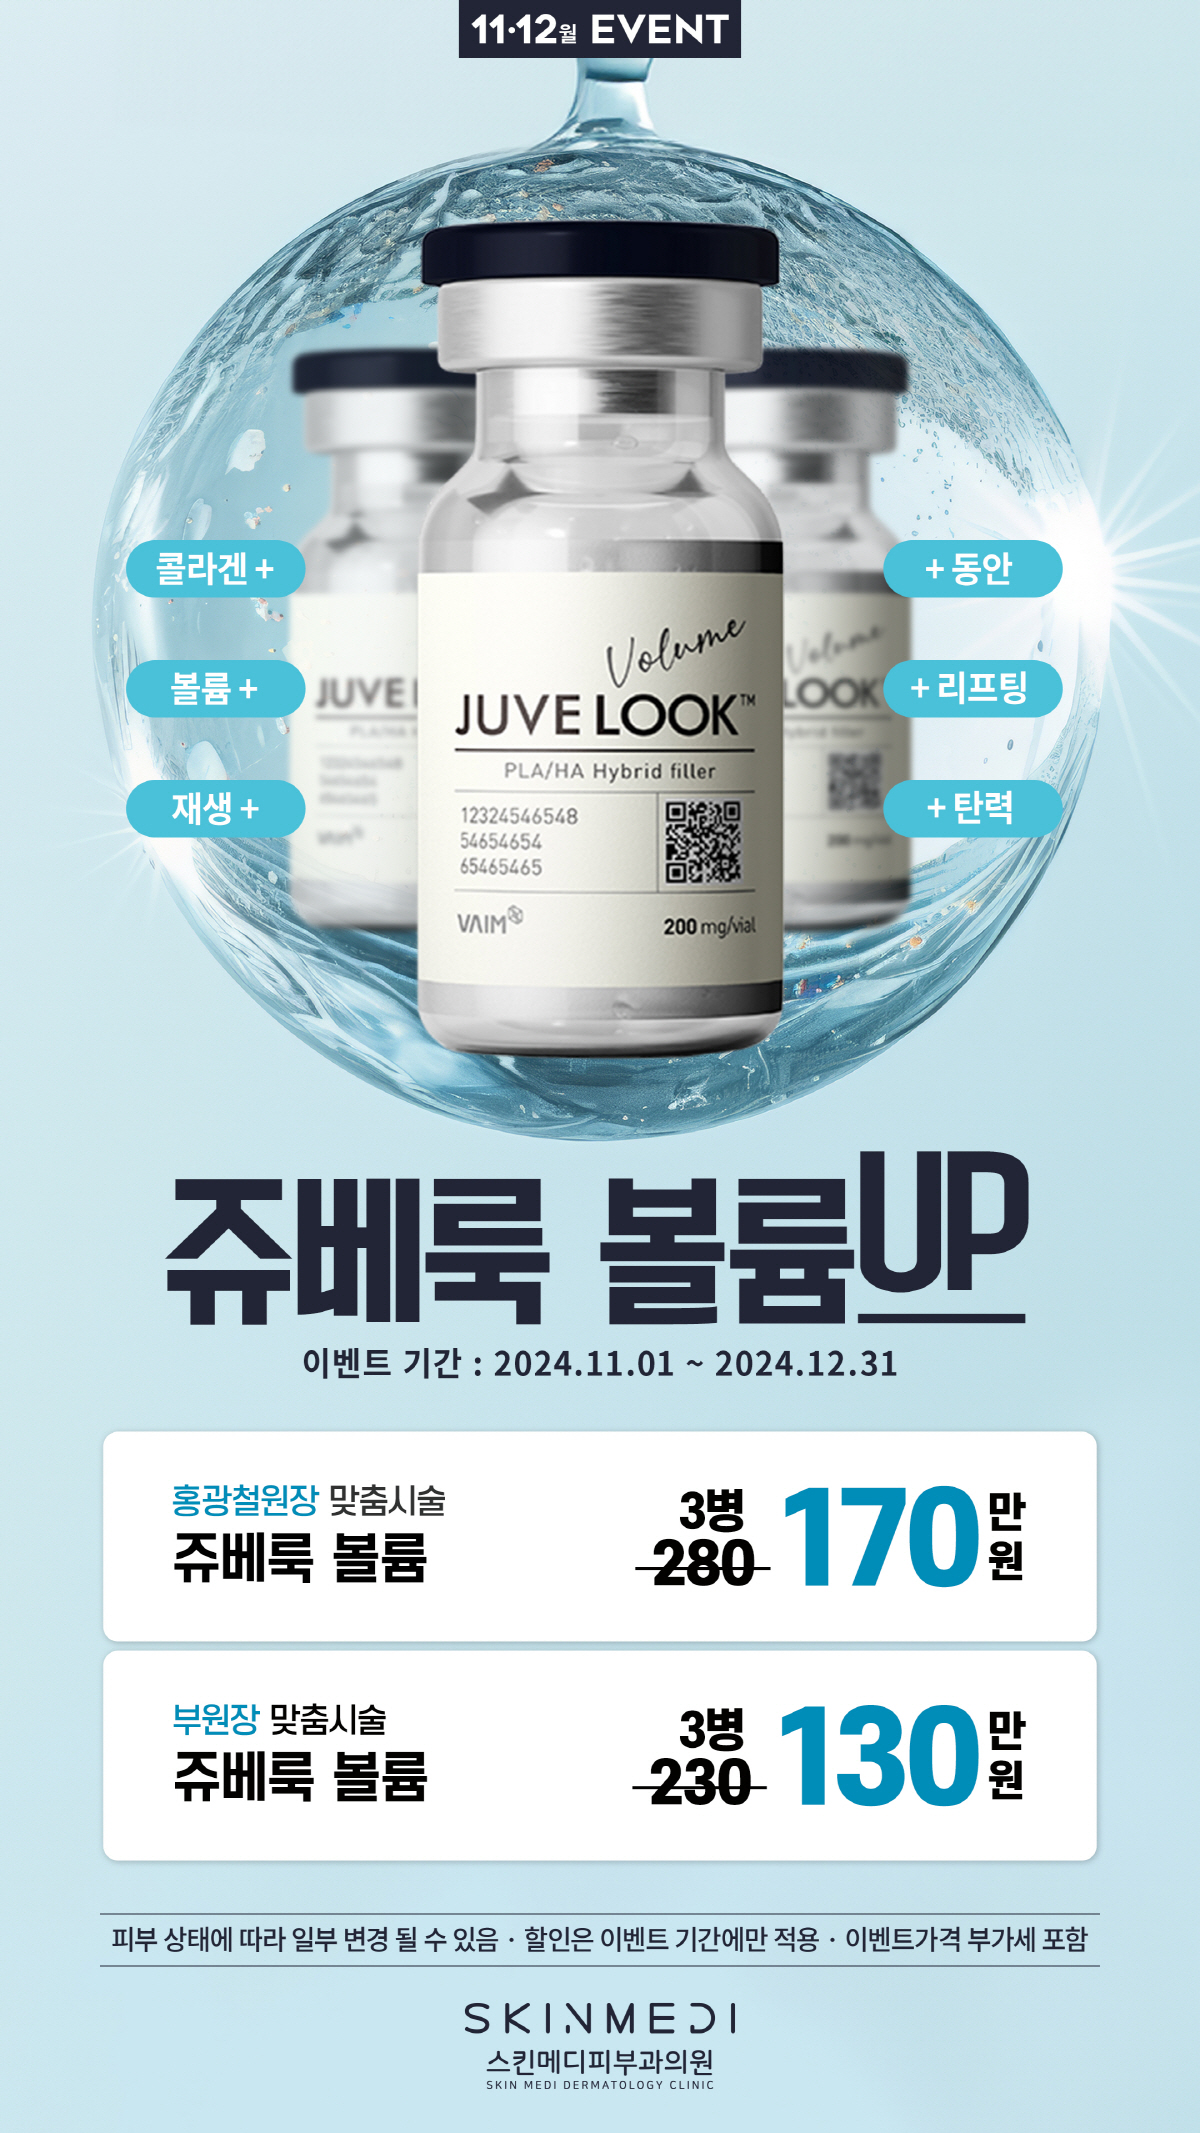 11·12월 EVENT
콜라겐 +
볼륨 +
재생 +
+ 동안
+ 리프팅
+ 탄력
Volume
JUVE LOOK™
PLA/HA Hybrid filler
12324546548
54654654
65465465
VAIM
200 mg/vial
쥬베룩 볼륨UP
이벤트 기간 : 2024.11.01 ~ 2024.12.31
홍광철원장 맞춤시술
쥬베룩 볼륨
3병
280
170만원
부원장 맞춤시술
쥬베룩 볼륨
3병
230
130만원
피부 상태에 따라 일부 변경 될 수 있음 · 할인은 이벤트 기간에만 적용 · 이벤트가격 부가세 포함
SKINMEDI
스킨메디피부과의원
SKIN MEDI DERMATOLOGY CLINIC